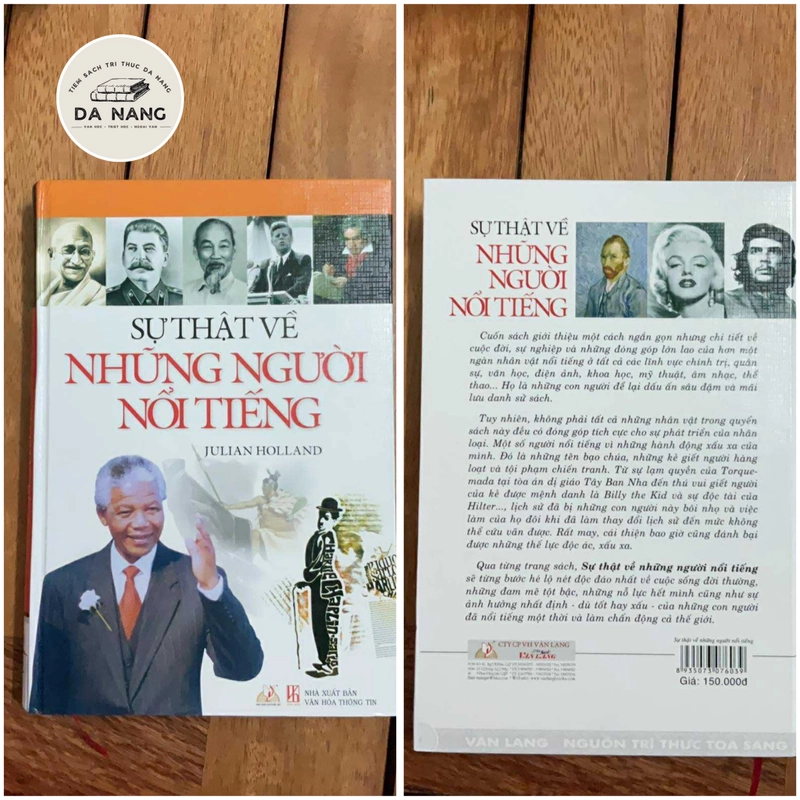 TIỆM SÁCH TRI THỨC ĐÀ NẴNG
DA NANG
VĂN HỌC - TRIẾT HỌC - NGOẠI VĂN
SỰ THẬT VỀ
NHỮNG NGƯỜI
NỔI TIẾNG
JULIAN HOLLAND
CHARLIE CHAPLIN
NHÀ XUẤT BẢN
VĂN HÓA THÔNG TIN
SỰ THẬT VỀ
NHỮNG
NGƯỜI
NỔI TIẾNG
Cuốn sách giới thiệu một cách ngắn gọn nhưng chi tiết về
cuộc đời, sự nghiệp và những đóng góp lớn lao của hơn một
ngàn nhân vật nổi tiếng ở tất cả các lĩnh vực chính trị, quân
sự, văn học, điện ảnh, khoa học, mỹ thuật, âm nhạc, thể
thao... Họ là những con người để lại dấu ấn sâu đậm và mãi
lưu danh sử sách.
Tuy nhiên, không phải tất cả những nhân vật trong quyển
sách này đều có đóng góp tích cực cho sự phát triển của nhân
loại. Một số người nổi tiếng vì những hành động xấu xa của
mình. Đó là những tên bạo chúa, những kẻ giết người hàng
loạt và tội phạm chiến tranh. Từ sự lạm quyền của Torque-
mada tại tòa án dị giáo Tây Ban Nha đến thú vui giết người
của kẻ được mệnh danh là Billy the Kid và sự độc tài của
Hilter..., lịch sử đã bị những con người này bôi nhọ và việc
làm của họ đôi khi đã làm thay đổi lịch sử đến mức không
thể cứu vãn được. Rất may, cái thiện bao giờ cũng đánh bại
được những thế lực độc ác, xấu xa.
Qua từng trang sách, Sự thật về những người nổi tiếng
sẽ từng bước hé lộ nét độc đáo nhất về cuộc sống đời thường,
những đam mê tột bậc, những nỗ lực hết mình cũng như sự
ảnh hưởng nhất định - dù tốt hay xấu - của những con người
đã nổi tiếng một thời và làm chấn động cả thế giới.
CTY CP VH VĂN LANG
Sự thật về những người nổi tiếng
8 935073 076039
Giá: 150.000đ
VĂN LANG NGUỒN TRI THỨC TỎA SÁNG